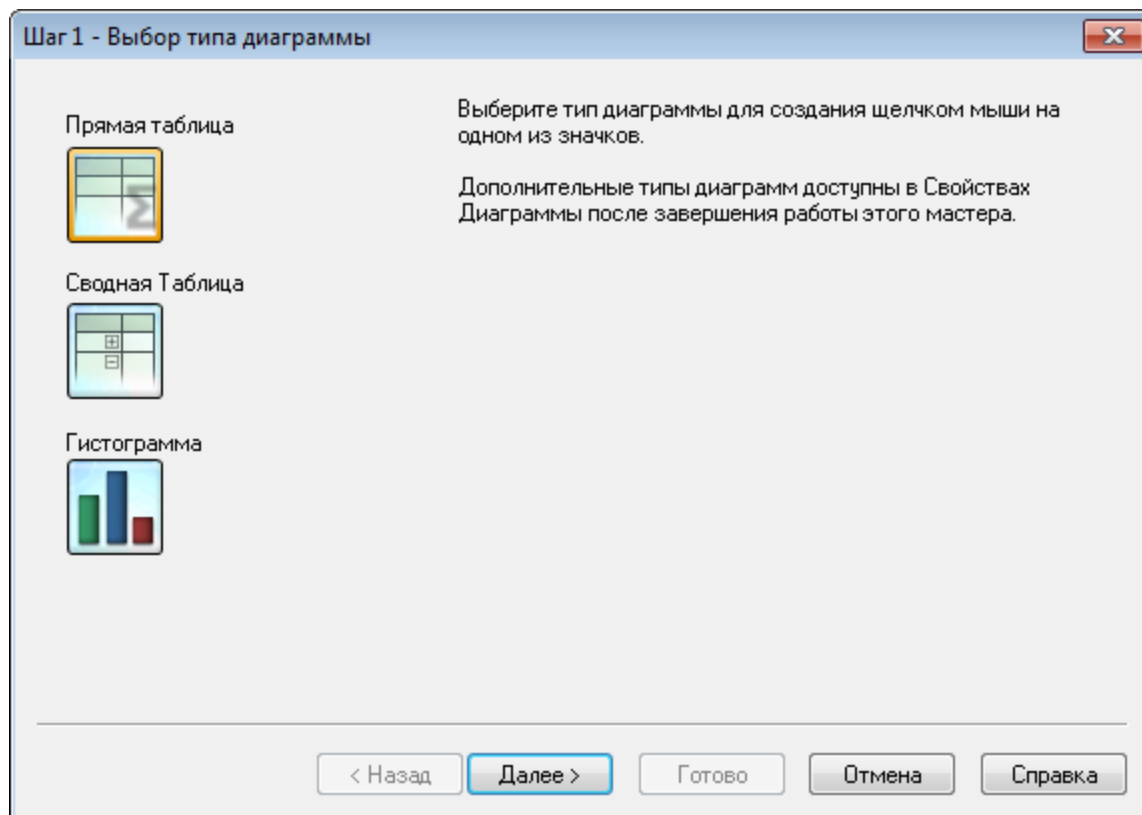 Шаг 1 - Выбор типа диаграммы
Прямая таблица
Выберите тип диаграммы для создания щелчком мыши на
одном из значков.
Дополнительные типы диаграмм доступны в Свойствах
Диаграммы после завершения работы этого мастера.
Сводная Таблица
Гистограмма
< Назад
Далее >
Готово
Отмена
Справка